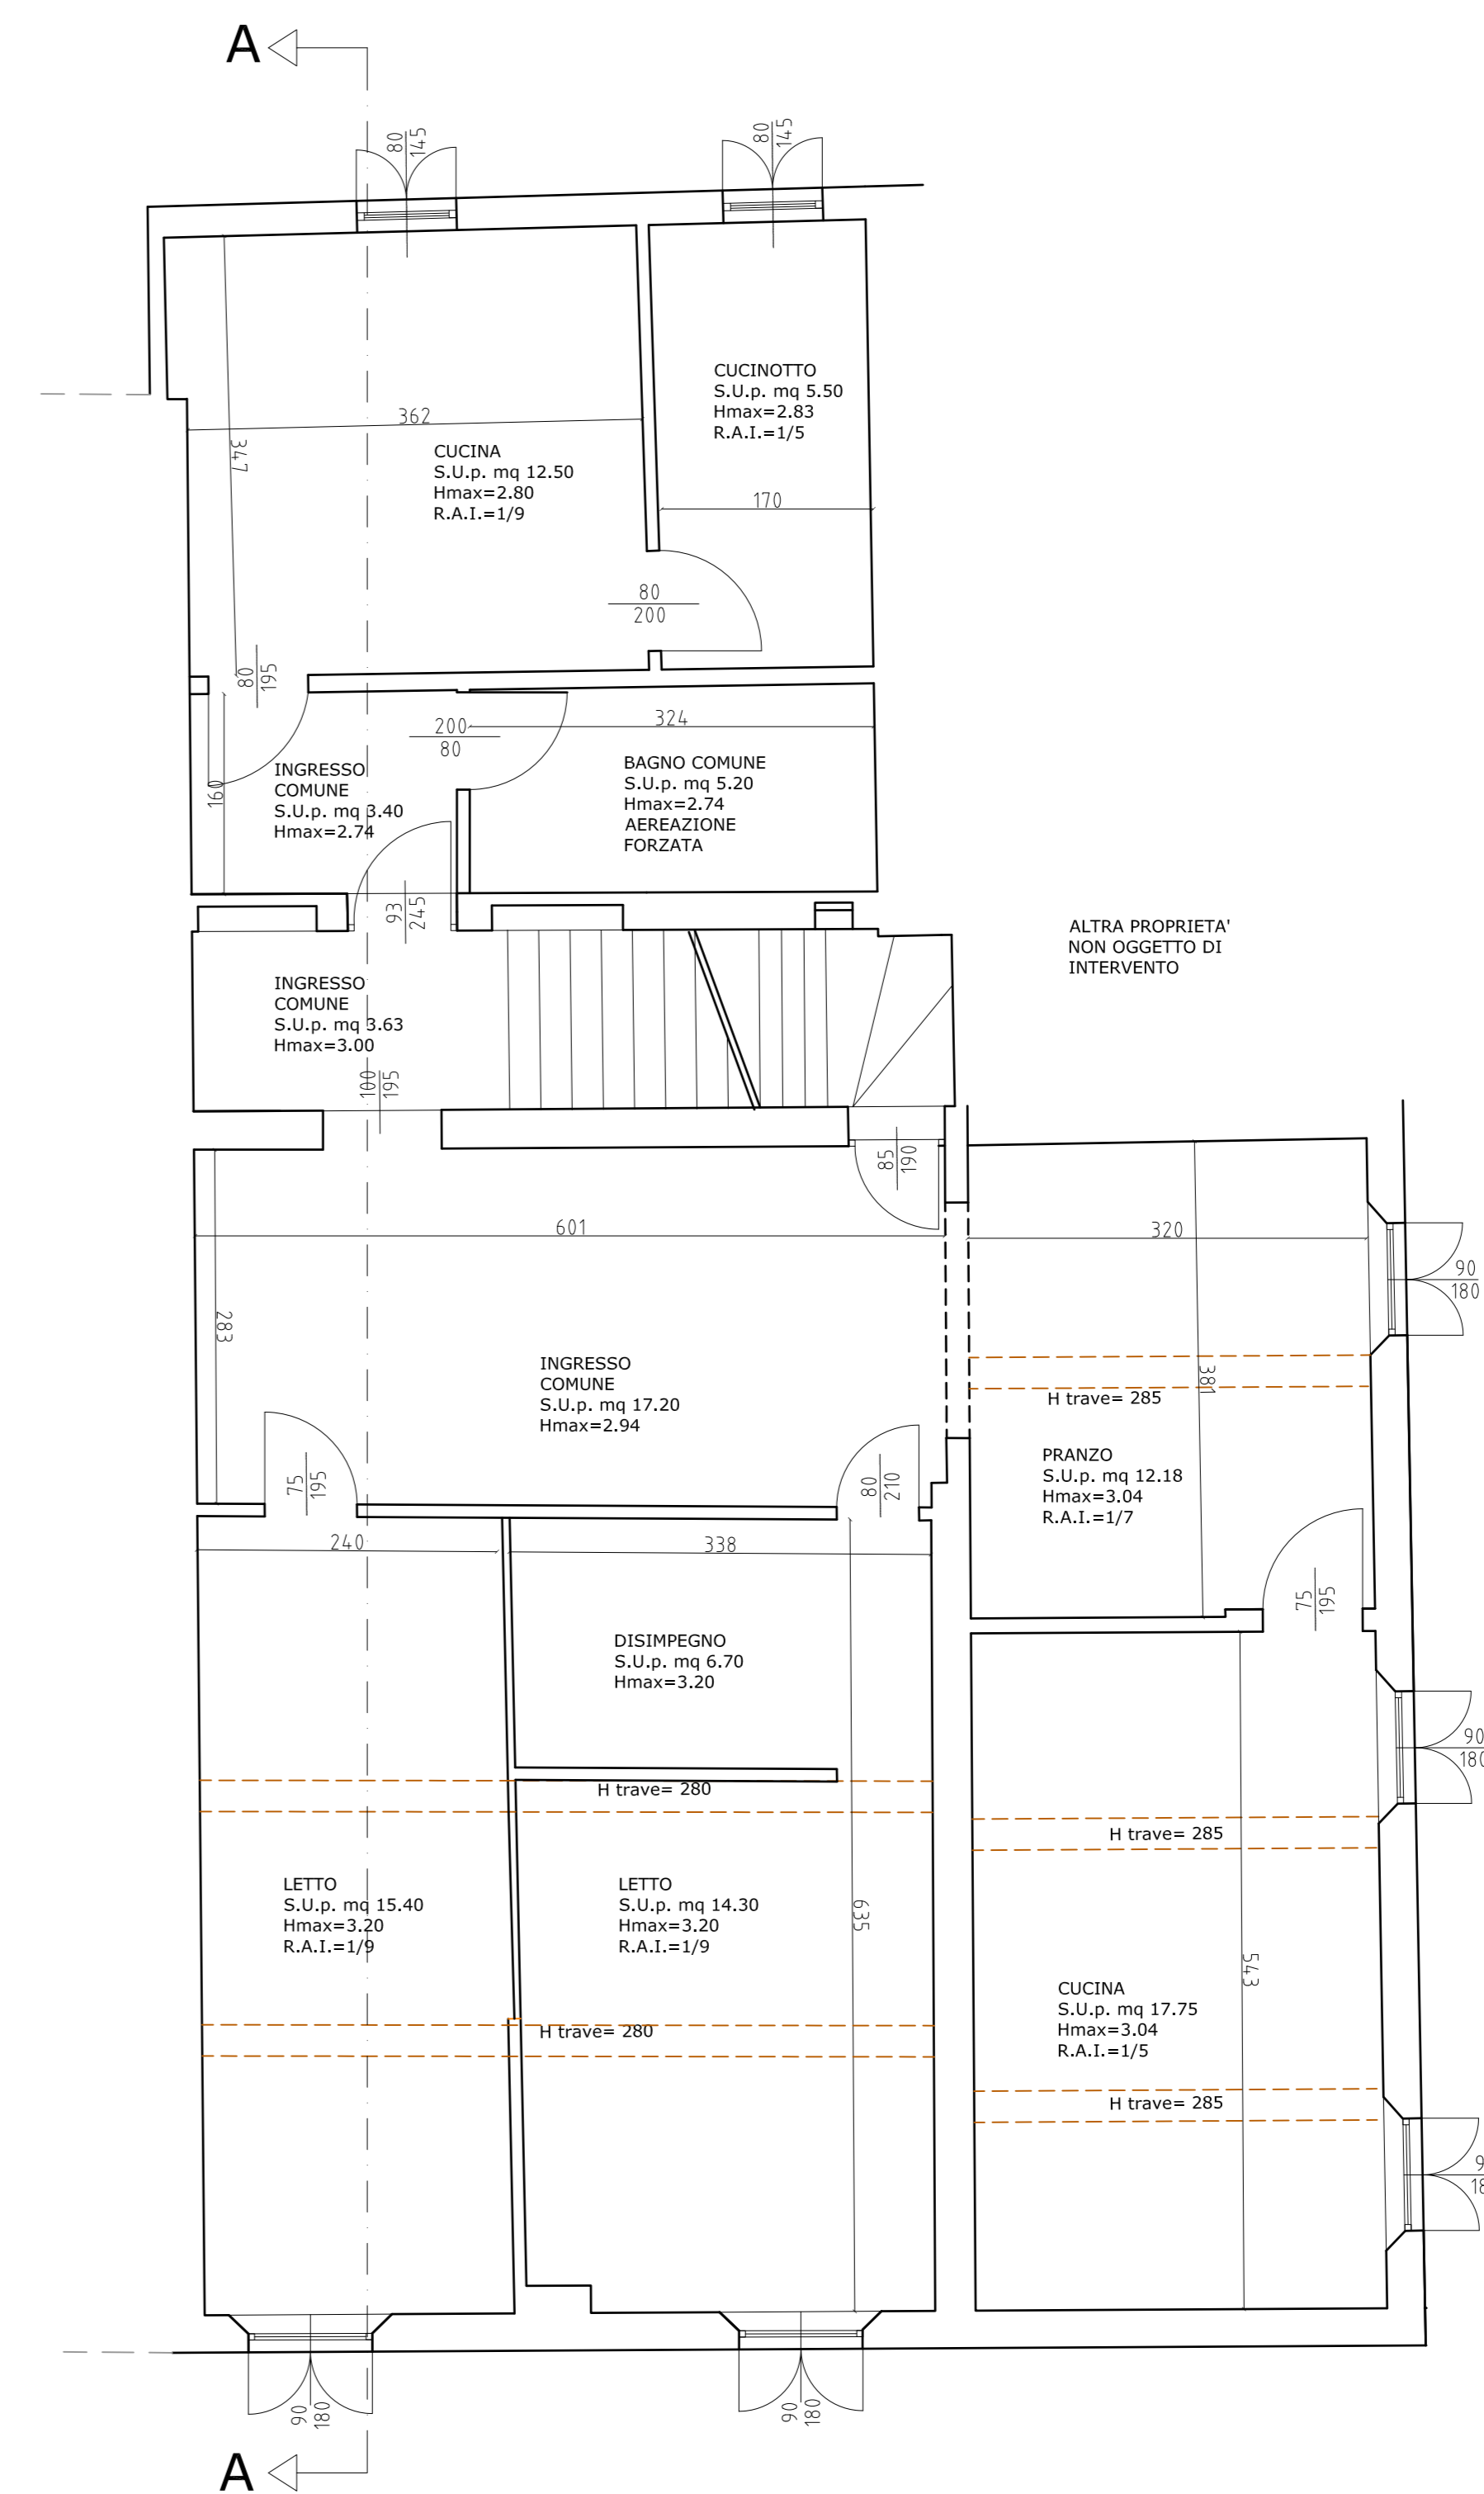 A
80
145
80
145
CUCINOTTO
S.U.p. mq 5.50
Hmax=2.83
R.A.I.=1/5
362
347
CUCINA
S.U.p. mq 12.50
Hmax=2.80
R.A.I.=1/9
170
80
200
80
195
324
200
80
INGRESSO
COMUNE
S.U.p. mq 3.40
Hmax=2.74
160
BAGNO COMUNE
S.U.p. mq 5.20
Hmax=2.74
AEREAZIONE
FORZATA
93
245
ALTRA PROPRIETA'
NON OGGETTO DI
INTERVENTO
INGRESSO
COMUNE
S.U.p. mq 3.63
Hmax=3.00
100
195
85
190
601
320
90
180
283
INGRESSO
COMUNE
S.U.p. mq 17.20
Hmax=2.94
381
H trave= 285
PRANZO
S.U.p. mq 12.18
Hmax=3.04
R.A.I.=1/7
75
195
80
210
240
338
75
195
DISIMPEGNO
S.U.p. mq 6.70
Hmax=3.20
90
180
H trave= 280
H trave= 285
LETTO
S.U.p. mq 15.40
Hmax=3.20
R.A.I.=1/9
LETTO
S.U.p. mq 14.30
Hmax=3.20
R.A.I.=1/9
635
543
CUCINA
S.U.p. mq 17.75
Hmax=3.04
R.A.I.=1/5
H trave= 280
H trave= 285
90
180
90
180
A